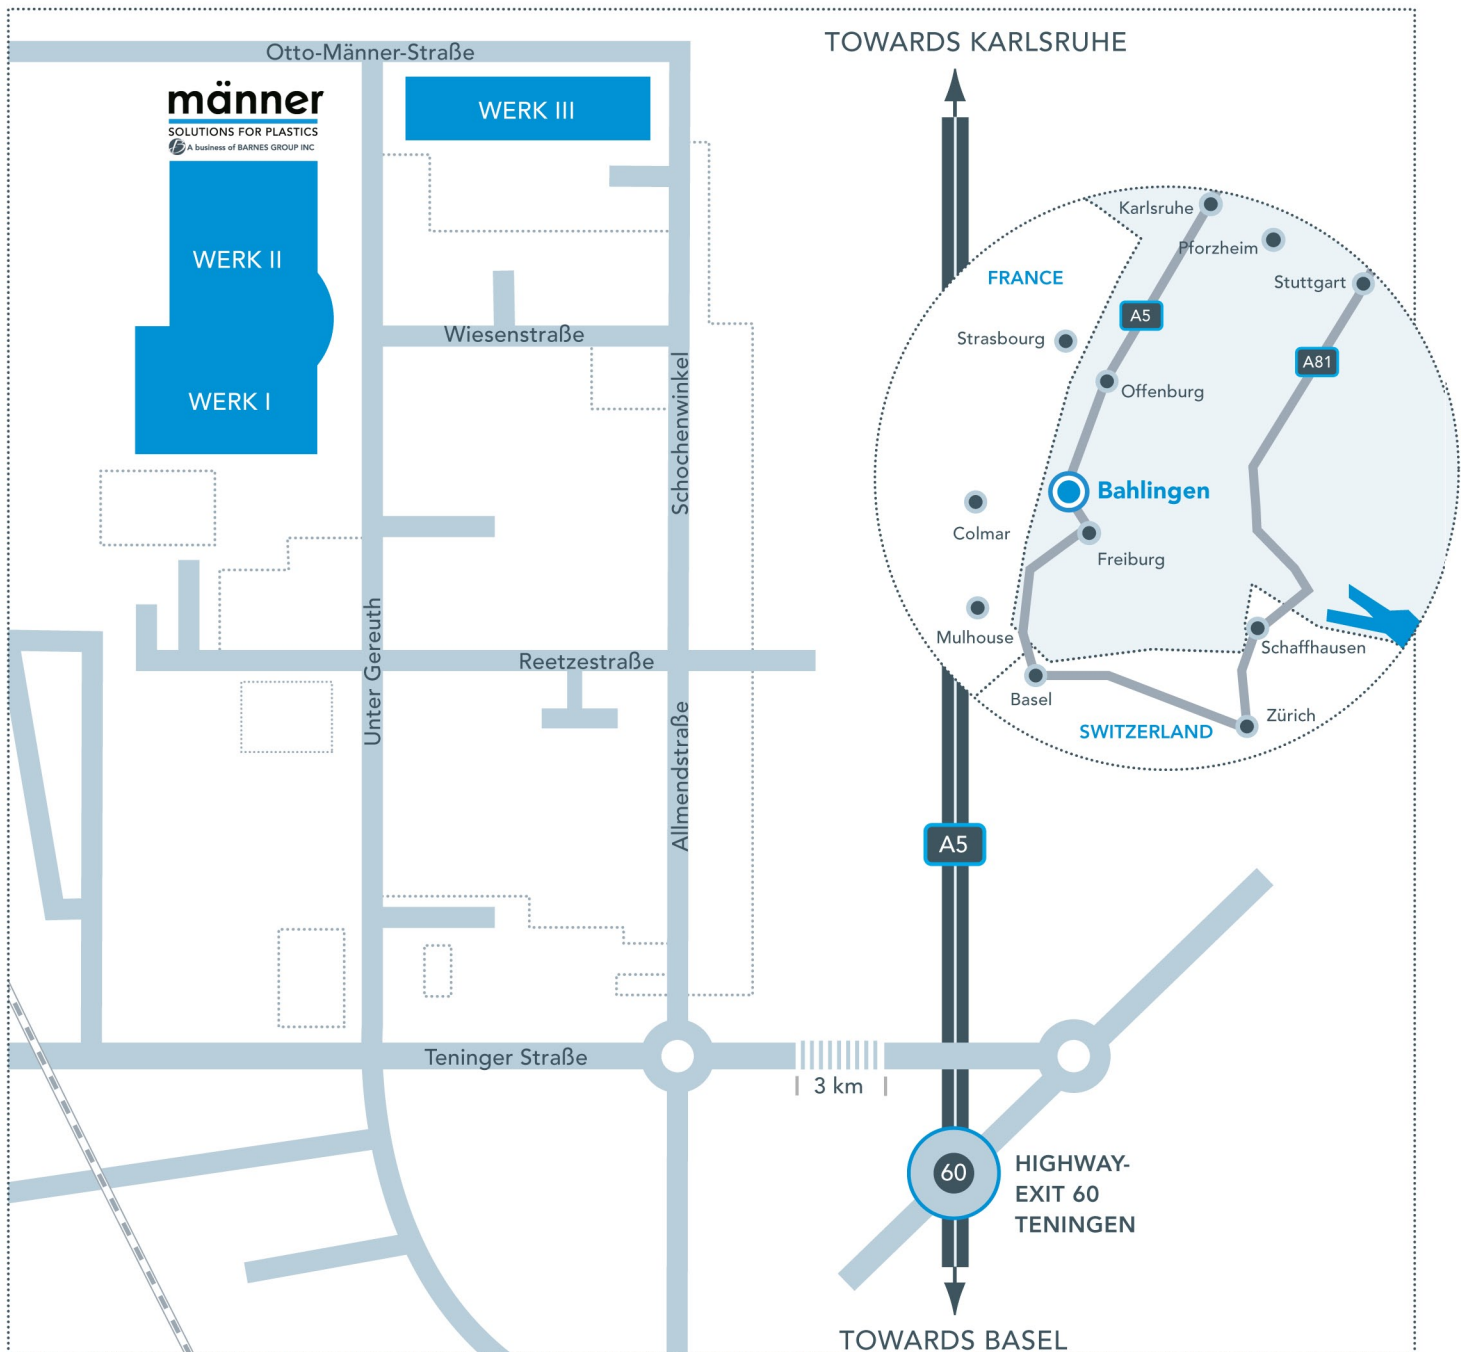 Otto-Männer-Straße
TOWARDS KARLSRUHE
männer
SOLUTIONS FOR PLASTICS
A business of BARNES GROUP INC
WERK III
WERK II
WERK I
Wiesenstraße
Schochenwinkel
Unter Gereuth
Reetzestraße
Allmendstraße
Teninger Straße
3 km
Karlsruhe
Pforzheim
FRANCE
Stuttgart
A5
Strasbourg
A81
Offenburg
Bahlingen
Colmar
Freiburg
Mulhouse
Schaffhausen
Basel
Zürich
SWITZERLAND
A5
60
HIGHWAY-
EXIT 60
TENINGEN
TOWARDS BASEL